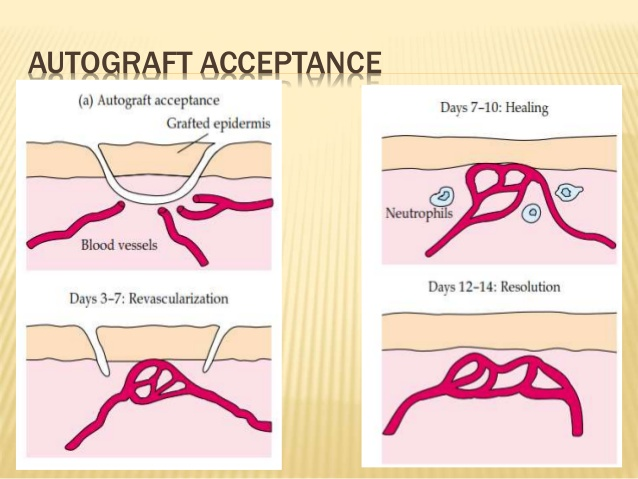 AUTOGRAFT ACCEPTANCE
(a) Autograft acceptance
Grafted epidermis
Blood vessels
Days 3–7: Revascularization
Days 7–10: Healing
Neutrophils
Days 12–14: Resolution